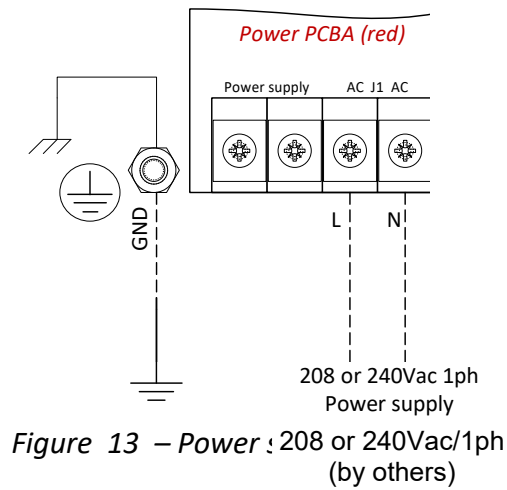 Power PCBA (red)
Power supply AC J1 AC
GND
L N
208 or 240Vac 1ph
Power supply
Figure 13 – Power
208 or 240Vac/1ph
(by others)